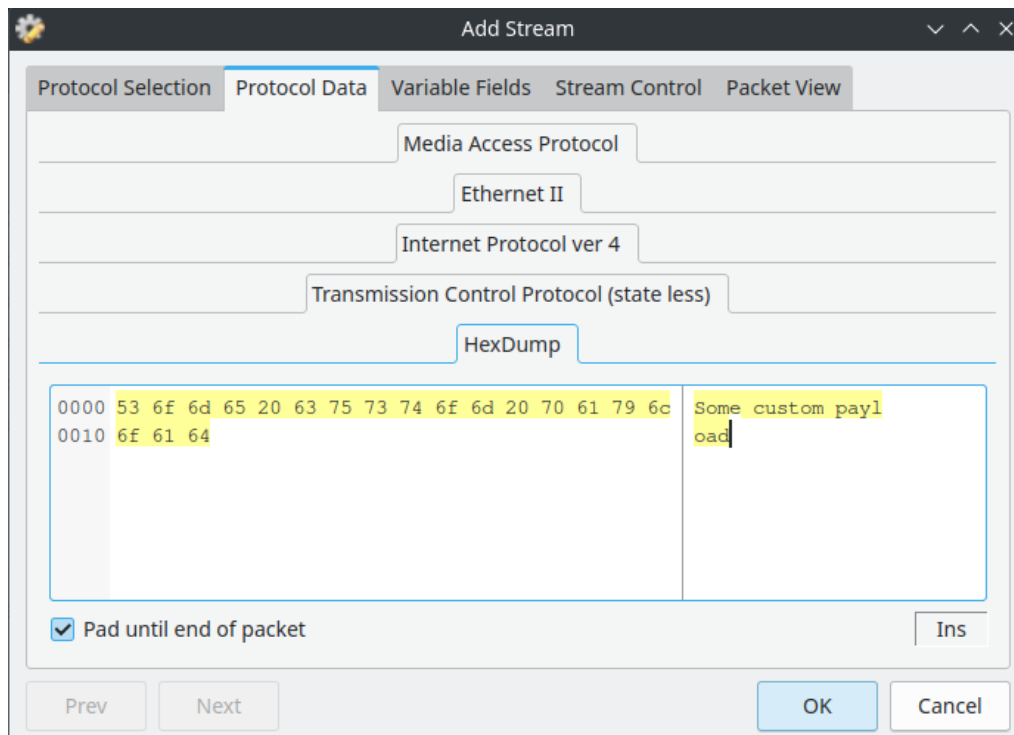 Add Stream
Protocol Selection Protocol Data Variable Fields Stream Control Packet View
Media Access Protocol
Ethernet II
Internet Protocol ver 4
Transmission Control Protocol (state less)
HexDump
0000 53 6f 6d 65 20 63 75 73 74 6f 6d 20 70 61 79 6c Some custom payl
0010 6f 61 64 oad
Pad until end of packet Ins
Prev Next OK Cancel